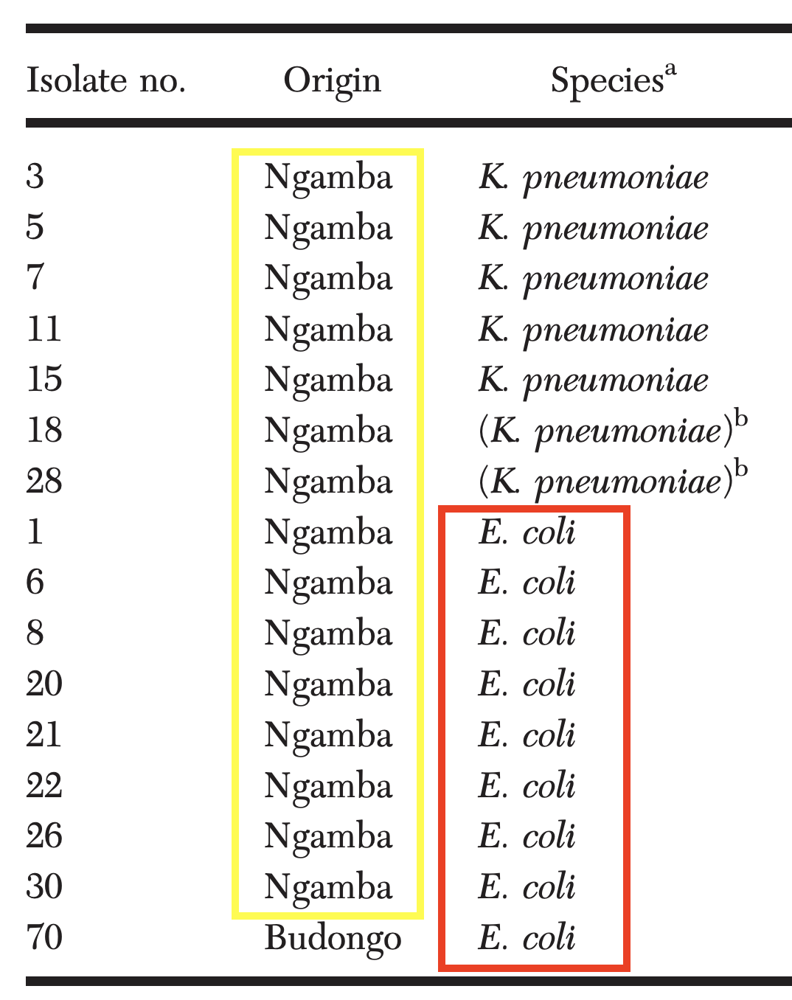 Isolate no. Origin Speciesᵃ
3 Ngamba K. pneumoniae
5 Ngamba K. pneumoniae
7 Ngamba K. pneumoniae
11 Ngamba K. pneumoniae
15 Ngamba K. pneumoniae
18 Ngamba (K. pneumoniae)ᵇ
28 Ngamba (K. pneumoniae)ᵇ
1 Ngamba E. coli
6 Ngamba E. coli
8 Ngamba E. coli
20 Ngamba E. coli
21 Ngamba E. coli
22 Ngamba E. coli
26 Ngamba E. coli
30 Ngamba E. coli
70 Budongo E. coli